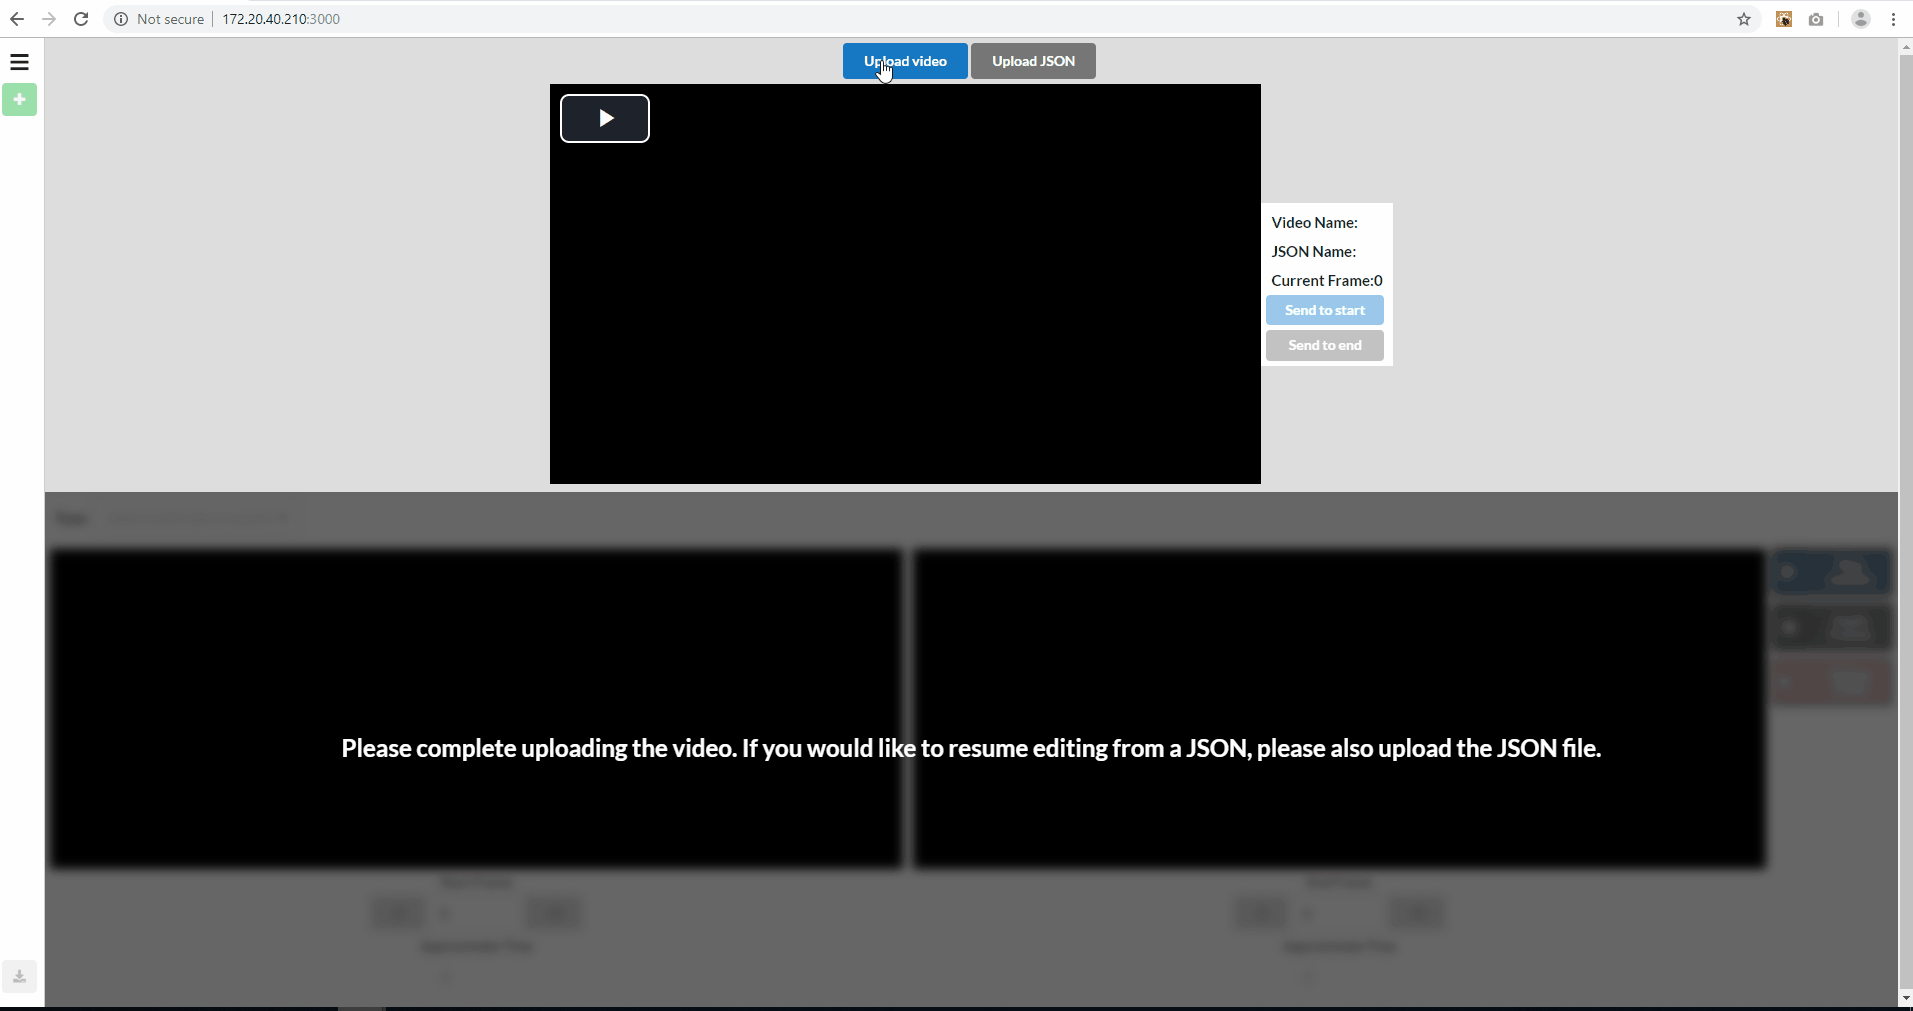 Not secure
172.20.40.210:3000
Upload video
Upload JSON
Video Name:
JSON Name:
Current Frame:0
Send to start
Send to end
Please complete uploading the video. If you would like to resume editing from a JSON, please also upload the JSON file.